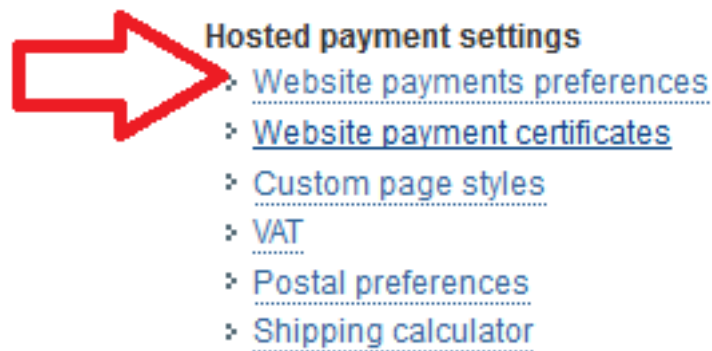 Hosted payment settings
Website payments preferences
Website payment certificates
Custom page styles
VAT
Postal preferences
Shipping calculator